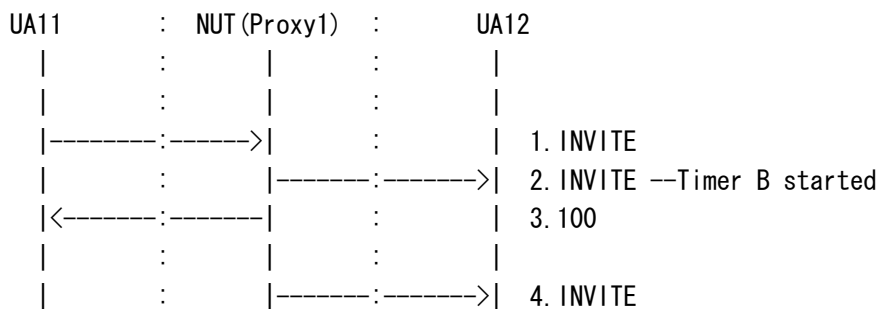 UA11 : NUT(Proxy1) : UA12
| : | : |
| : | : |
|--------:------>| : | 1. INVITE
| : |-------:------->| 2. INVITE --Timer B started
|<-------:-------| : | 3. 100
| : | : |
| : |-------:------->| 4. INVITE